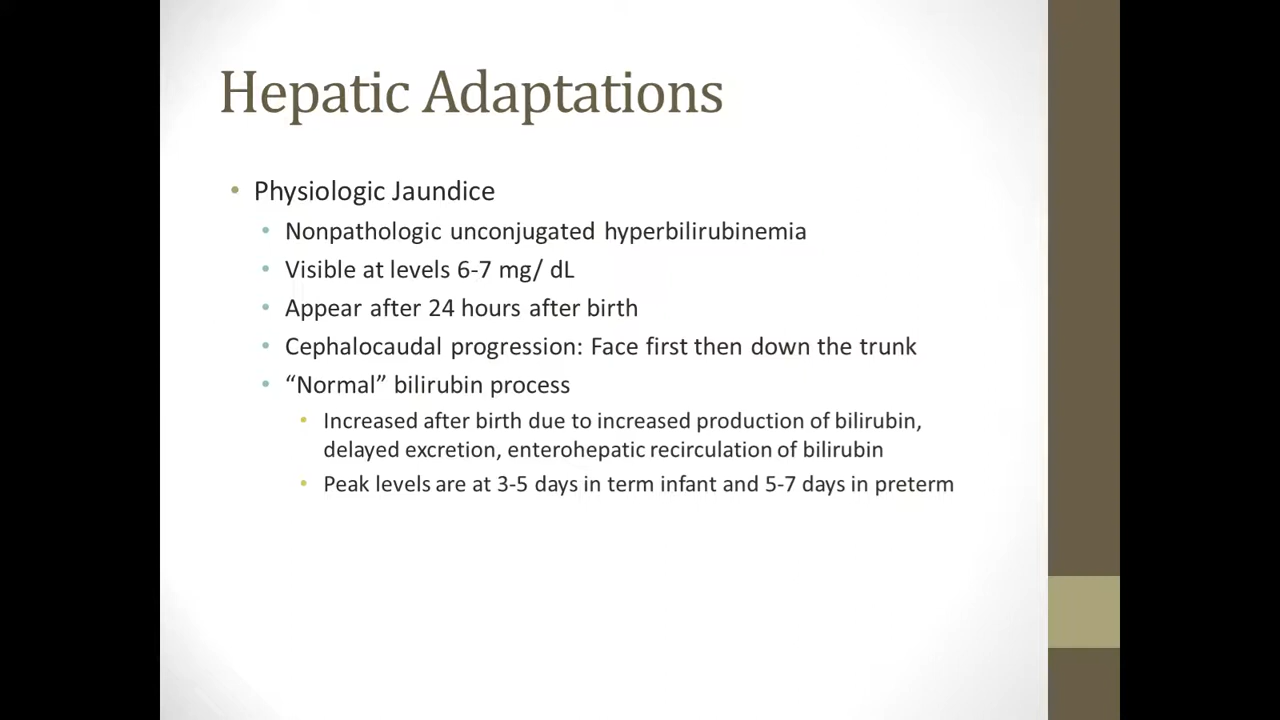 Hepatic Adaptations
• Physiologic Jaundice
• Nonpathologic unconjugated hyperbilirubinemia
• Visible at levels 6-7 mg/ dL
• Appear after 24 hours after birth
• Cephalocaudal progression: Face first then down the trunk
• “Normal” bilirubin process
• Increased after birth due to increased production of bilirubin,
delayed excretion, enterohepatic recirculation of bilirubin
• Peak levels are at 3-5 days in term infant and 5-7 days in preterm